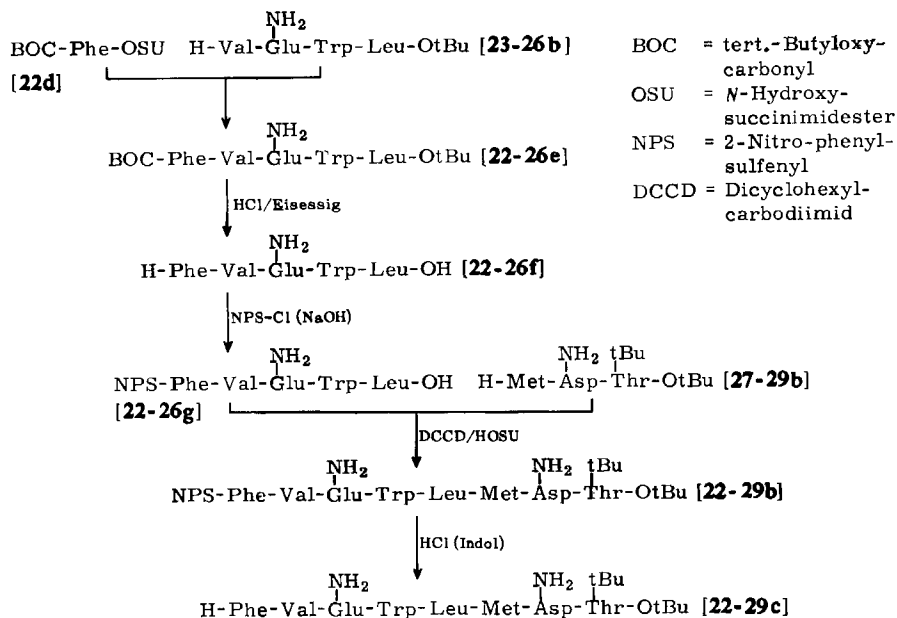 NH2
BOC-Phe-OSU H-Val-Glu-Trp-Leu-OtBu [23-26b]
[22d]
BOC = tert.-Butyloxy-
carbonyl
OSU = N-Hydroxy-
succinimidester
NPS = 2-Nitro-phenyl-
sulfenyl
DCCD = Dicyclohexyl-
carbodiimid
NH2
BOC-Phe-Val-Glu-Trp-Leu-OtBu [22-26e]
HCl/Eisessig
NH2
H-Phe-Val-Glu-Trp-Leu-OH [22-26f]
NPS-Cl (NaOH)
NH2 NH2 tBu
NPS-Phe-Val-Glu-Trp-Leu-OH H-Met-Asp-Thr-OtBu [27-29b]
[22-26g]
DCCD/HOSU
NH2 NH2 tBu
NPS-Phe-Val-Glu-Trp-Leu-Met-Asp-Thr-OtBu [22-29b]
HCl (Indol)
NH2 NH2 tBu
H-Phe-Val-Glu-Trp-Leu-Met-Asp-Thr-OtBu [22-29c]